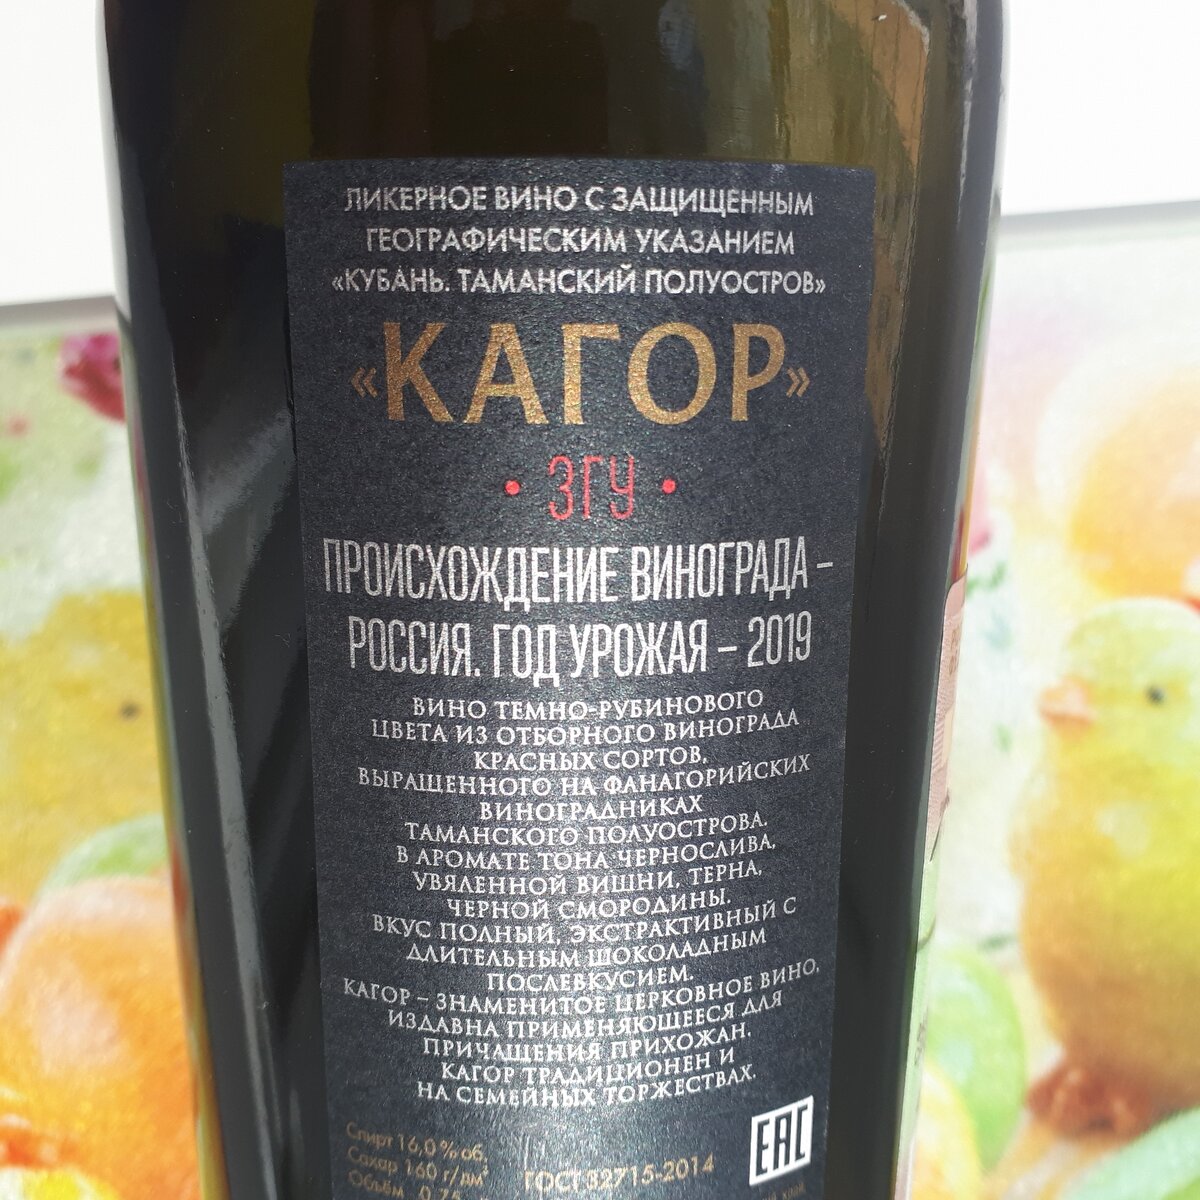 ЛИКЕРНОЕ ВИНО С ЗАЩИЩЕННЫМ
ГЕОГРАФИЧЕСКИМ УКАЗАНИЕМ
«КУБАНЬ. ТАМАНСКИЙ ПОЛУОСТРОВ»
«КАГОР»
• ЗГУ •
ПРОИСХОЖДЕНИЕ ВИНОГРАДА –
РОССИЯ. ГОД УРОЖАЯ – 2019
ВИНО ТЕМНО-РУБИНОВОГО
ЦВЕТА ИЗ ОТБОРНОГО ВИНОГРАДА
КРАСНЫХ СОРТОВ,
ВЫРАЩЕННОГО НА ФАНАГОРИЙСКИХ
ВИНОГРАДНИКАХ
ТАМАНСКОГО ПОЛУОСТРОВА.
В АРОМАТЕ ТОНА ЧЕРНОСЛИВА,
УВЯЛЕННОЙ ВИШНИ, ТЕРНА,
ЧЕРНОЙ СМОРОДИНЫ.
ВКУС ПОЛНЫЙ, ЭКСТРАКТИВНЫЙ С
ДЛИТЕЛЬНЫМ ШОКОЛАДНЫМ
ПОСЛЕВКУСИЕМ.
КАГОР – ЗНАМЕНИТОЕ ЦЕРКОВНОЕ ВИНО,
ИЗДАВНА ПРИМЕНЯЮЩЕЕСЯ ДЛЯ
ПРИЧАЩЕНИЯ ПРИХОЖАН.
КАГОР ТРАДИЦИОНЕН И
НА СЕМЕЙНЫХ ТОРЖЕСТВАХ.
Спирт 16,0 % об.
Сахар 160 г/дм³
ГОСТ 32715-2014
EAC
Объём 0,75